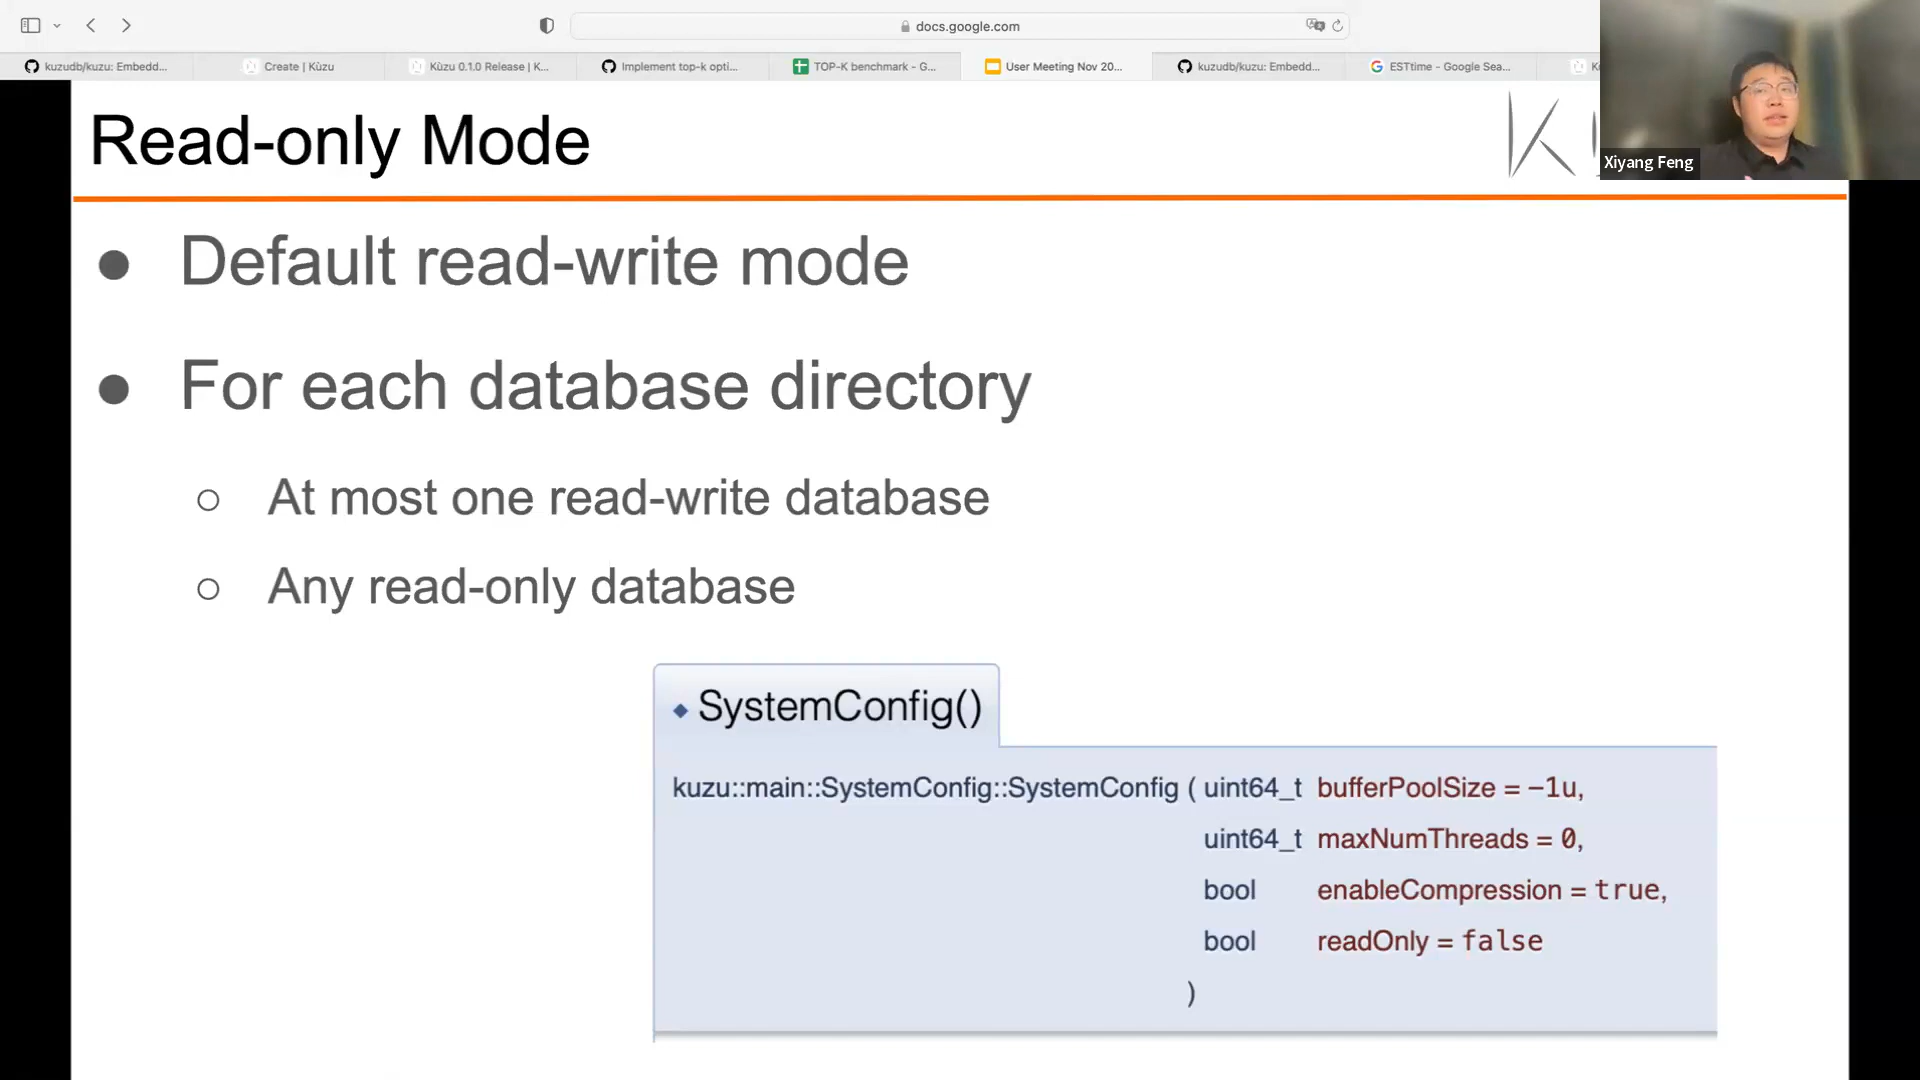 docs.google.com
kuzudb/kuzu: Embedd...
Create | Kùzu
Kùzu 0.1.0 Release | K...
Implement top-k opti...
TOP-K benchmark - G...
User Meeting Nov 20...
kuzudb/kuzu: Embedd...
ESTtime - Google Sea...
Read-only Mode
Xiyang Feng
● Default read-write mode
● For each database directory
○ At most one read-write database
○ Any read-only database
◆ SystemConfig()
kuzu::main::SystemConfig::SystemConfig ( uint64_t bufferPoolSize = -1u,
uint64_t maxNumThreads = 0,
bool enableCompression = true,
bool readOnly = false
)